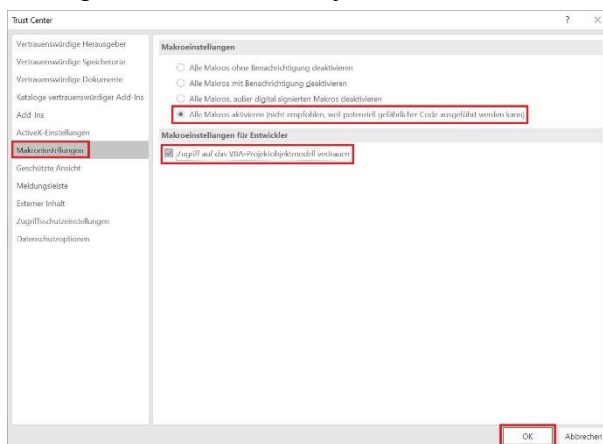 Trust Center
Vertrauenswürdige Herausgeber
Vertrauenswürdige Speicherorte
Vertrauenswürdige Dokumente
Kataloge vertrauenswürdiger Add-Ins
Add-Ins
ActiveX-Einstellungen
Makroeinstellungen
Geschützte Ansicht
Meldungsleiste
Externer Inhalt
Zugriffsschutzeinstellungen
Datenschutzoptionen
Makroeinstellungen
Alle Makros ohne Benachrichtigung deaktivieren
Alle Makros mit Benachrichtigung deaktivieren
Alle Makros, außer digital signierten Makros deaktivieren
Alle Makros aktivieren (nicht empfohlen, weil potenziell gefährlicher Code ausgeführt werden kann)
Makroeinstellungen für Entwickler
Zugriff auf das VBA-Projektobjektmodell vertrauen
OK
Abbrechen